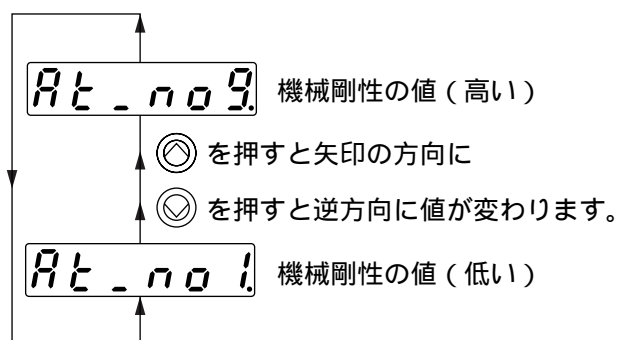 At_no9. 機械剛性の値(高い)
を押すと矢印の方向に
を押すと逆方向に値が変わります。
At_no1. 機械剛性の値(低い)